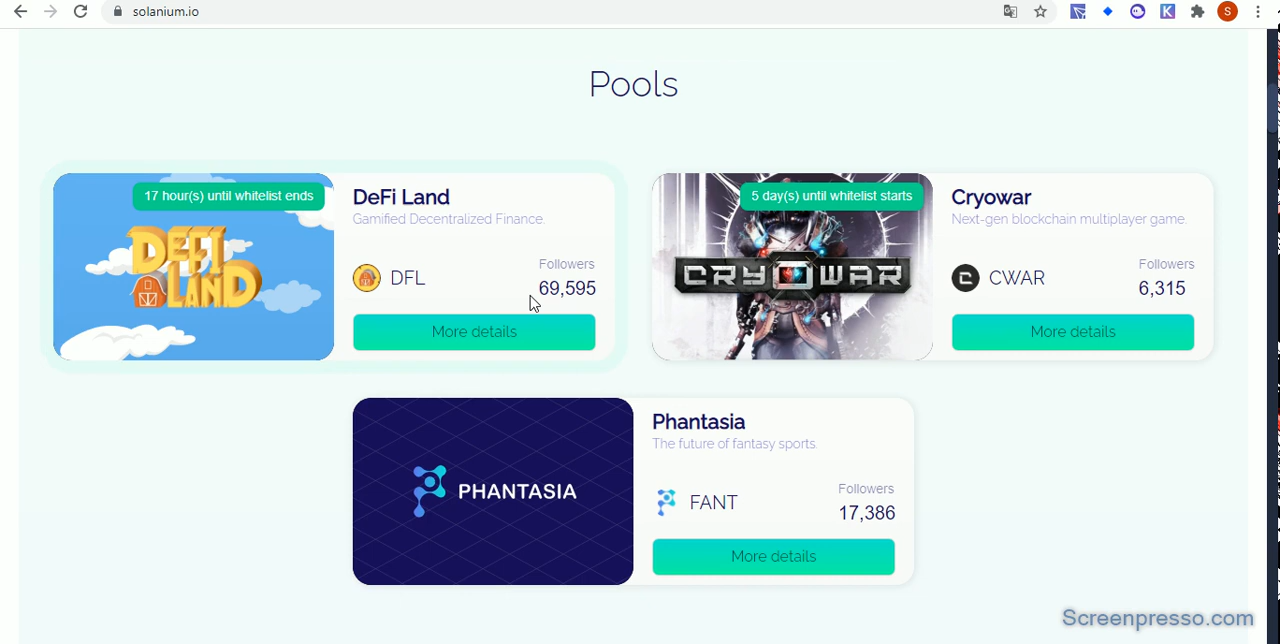 solanium.io
S
K
Pools
17 hour(s) until whitelist ends
DEFI
LAND
DeFi Land
Gamified Decentralized Finance.
DFL
Followers
69,595
More details
5 day(s) until whitelist starts
CRYOWAR
Cryowar
Next-gen blockchain multiplayer game.
CWAR
Followers
6,315
More details
PHANTASIA
Phantasia
The future of fantasy sports.
FANT
Followers
17,386
More details
Screenpresso.com